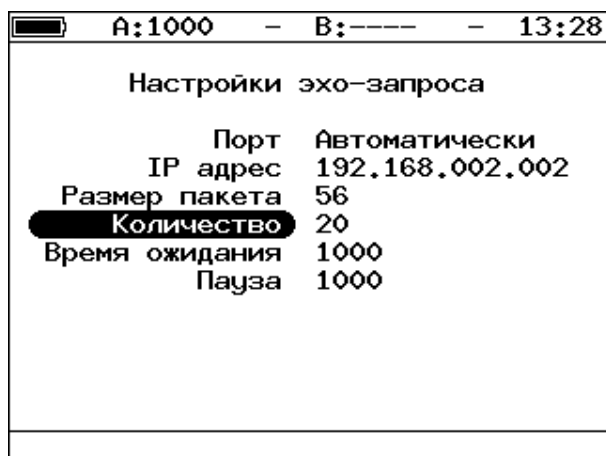 A:1000 – B:---- – 13:28
Настройки эхо-запроса
Порт Автоматически
IP адрес 192.168.002.002
Размер пакета 56
Количество 20
Время ожидания 1000
Пауза 1000